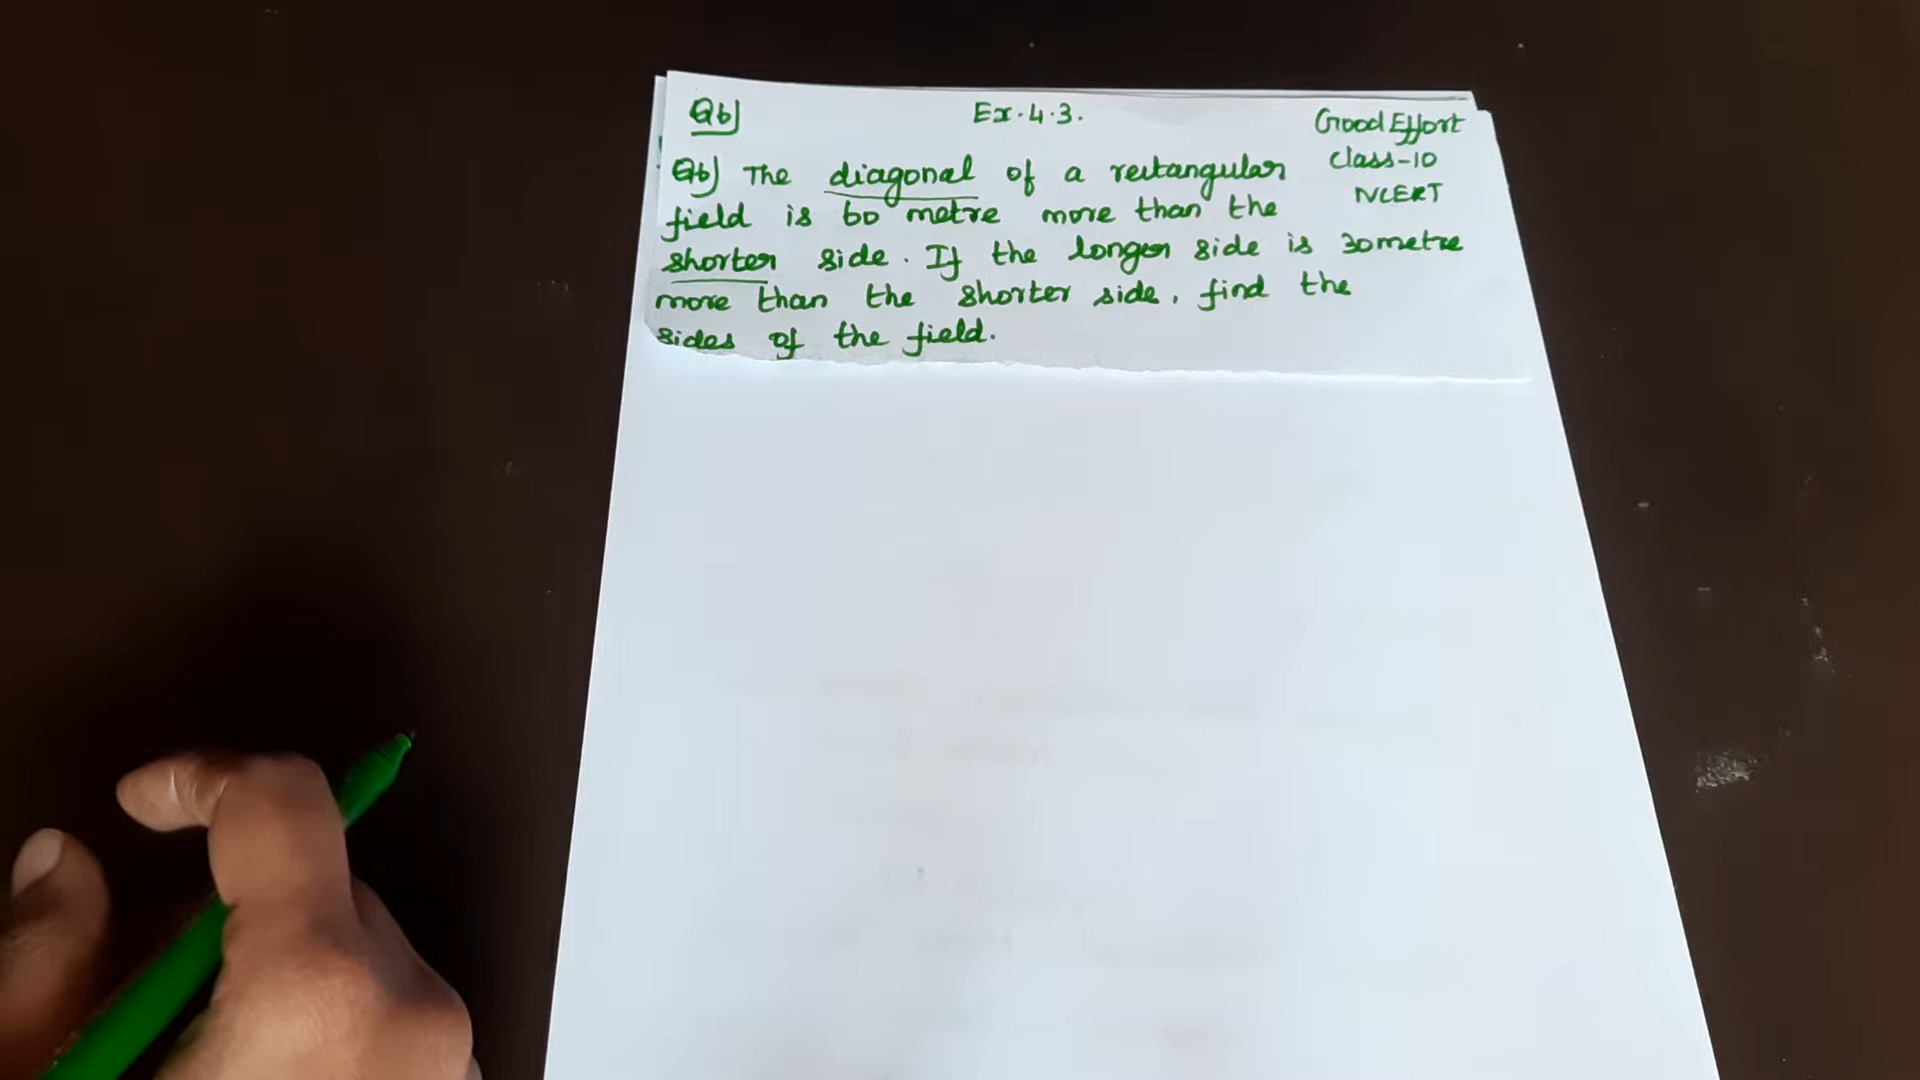 Q6)
Ex.4.3.
Good Effort
Class-10
NCERT
Q6) The diagonal of a rectangular
field is 60 metre more than the
shorter side. If the longer side is 30metre
more than the shorter side, find the
sides of the field.